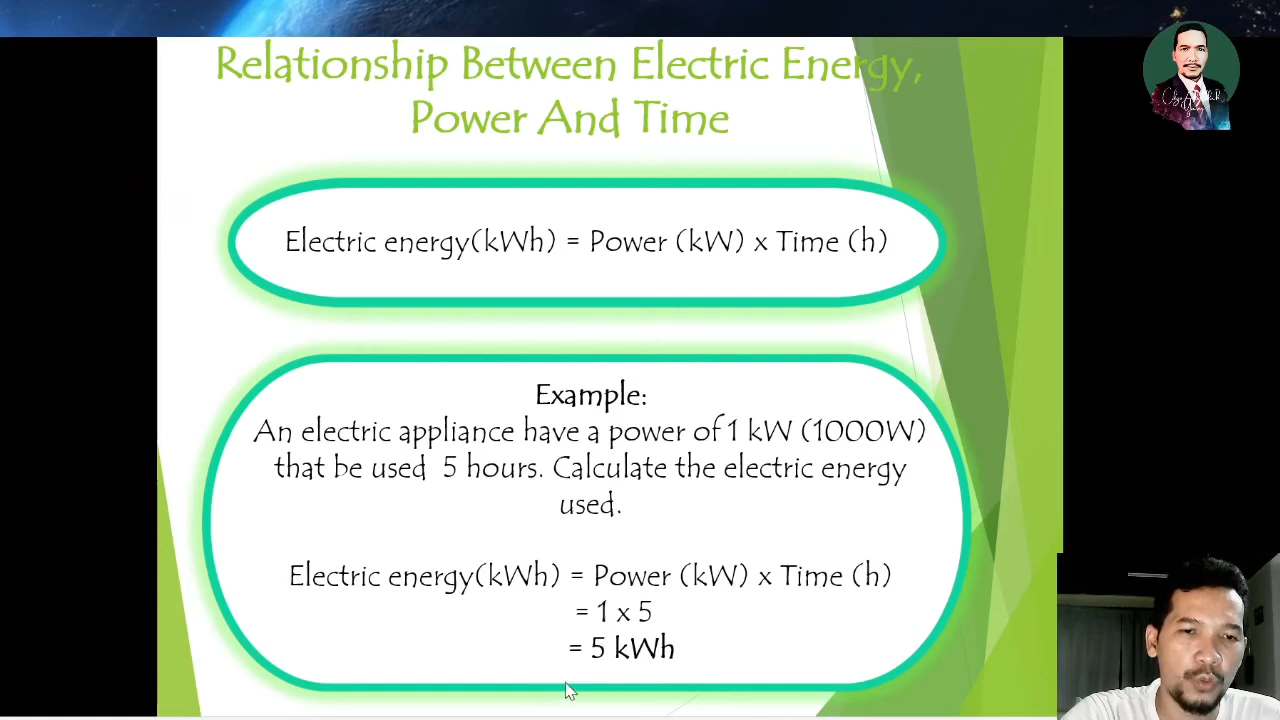 Relationship Between Electric Energy,
Power And Time
Electric energy(kWh) = Power (kW) x Time (h)
Example:
An electric appliance have a power of 1 kW (1000W)
that be used 5 hours. Calculate the electric energy
used.
Electric energy(kWh) = Power (kW) x Time (h)
= 1 x 5
= 5 kWh